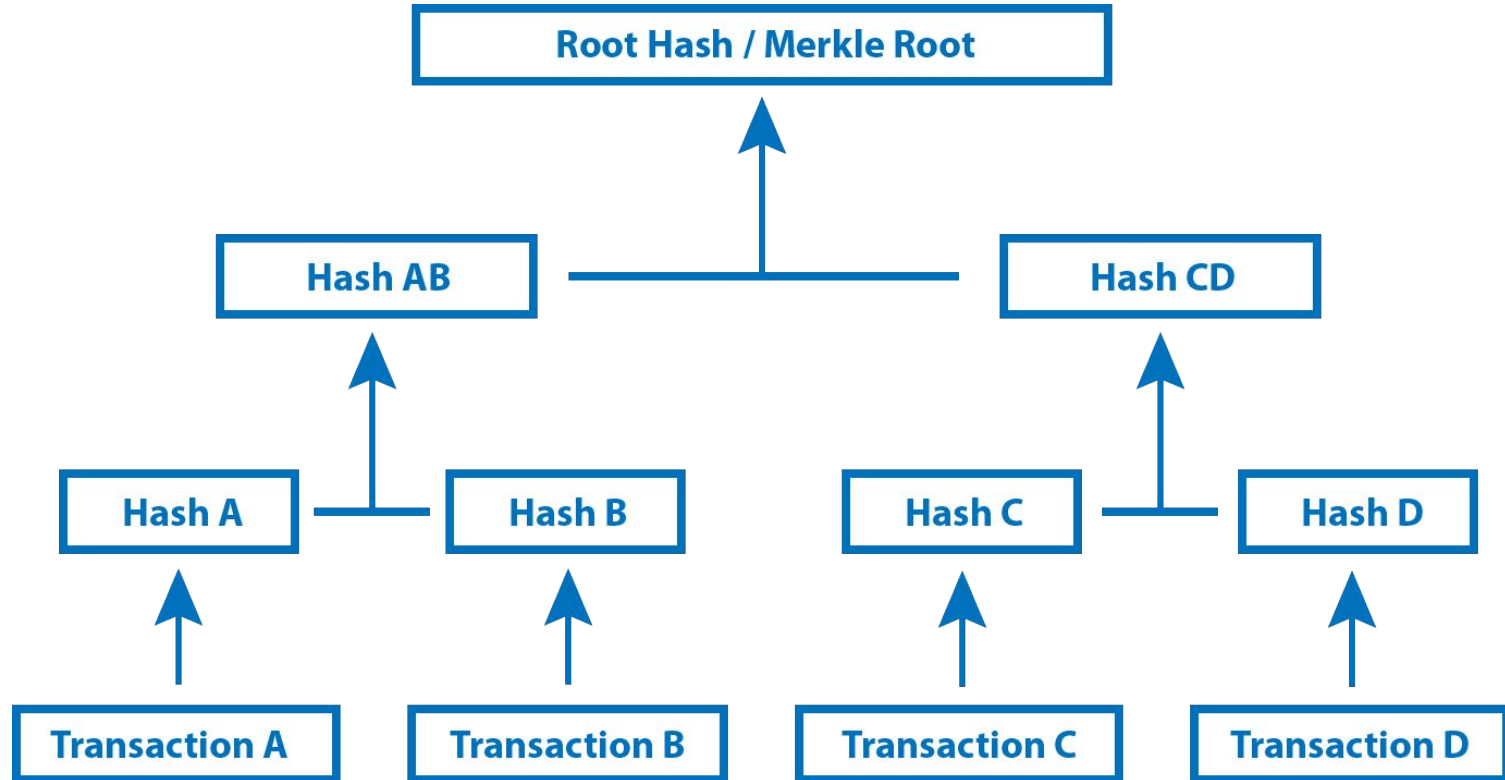 Root Hash / Merkle Root
Hash AB
Hash CD
Hash A
Hash B
Hash C
Hash D
Transaction A
Transaction B
Transaction C
Transaction D